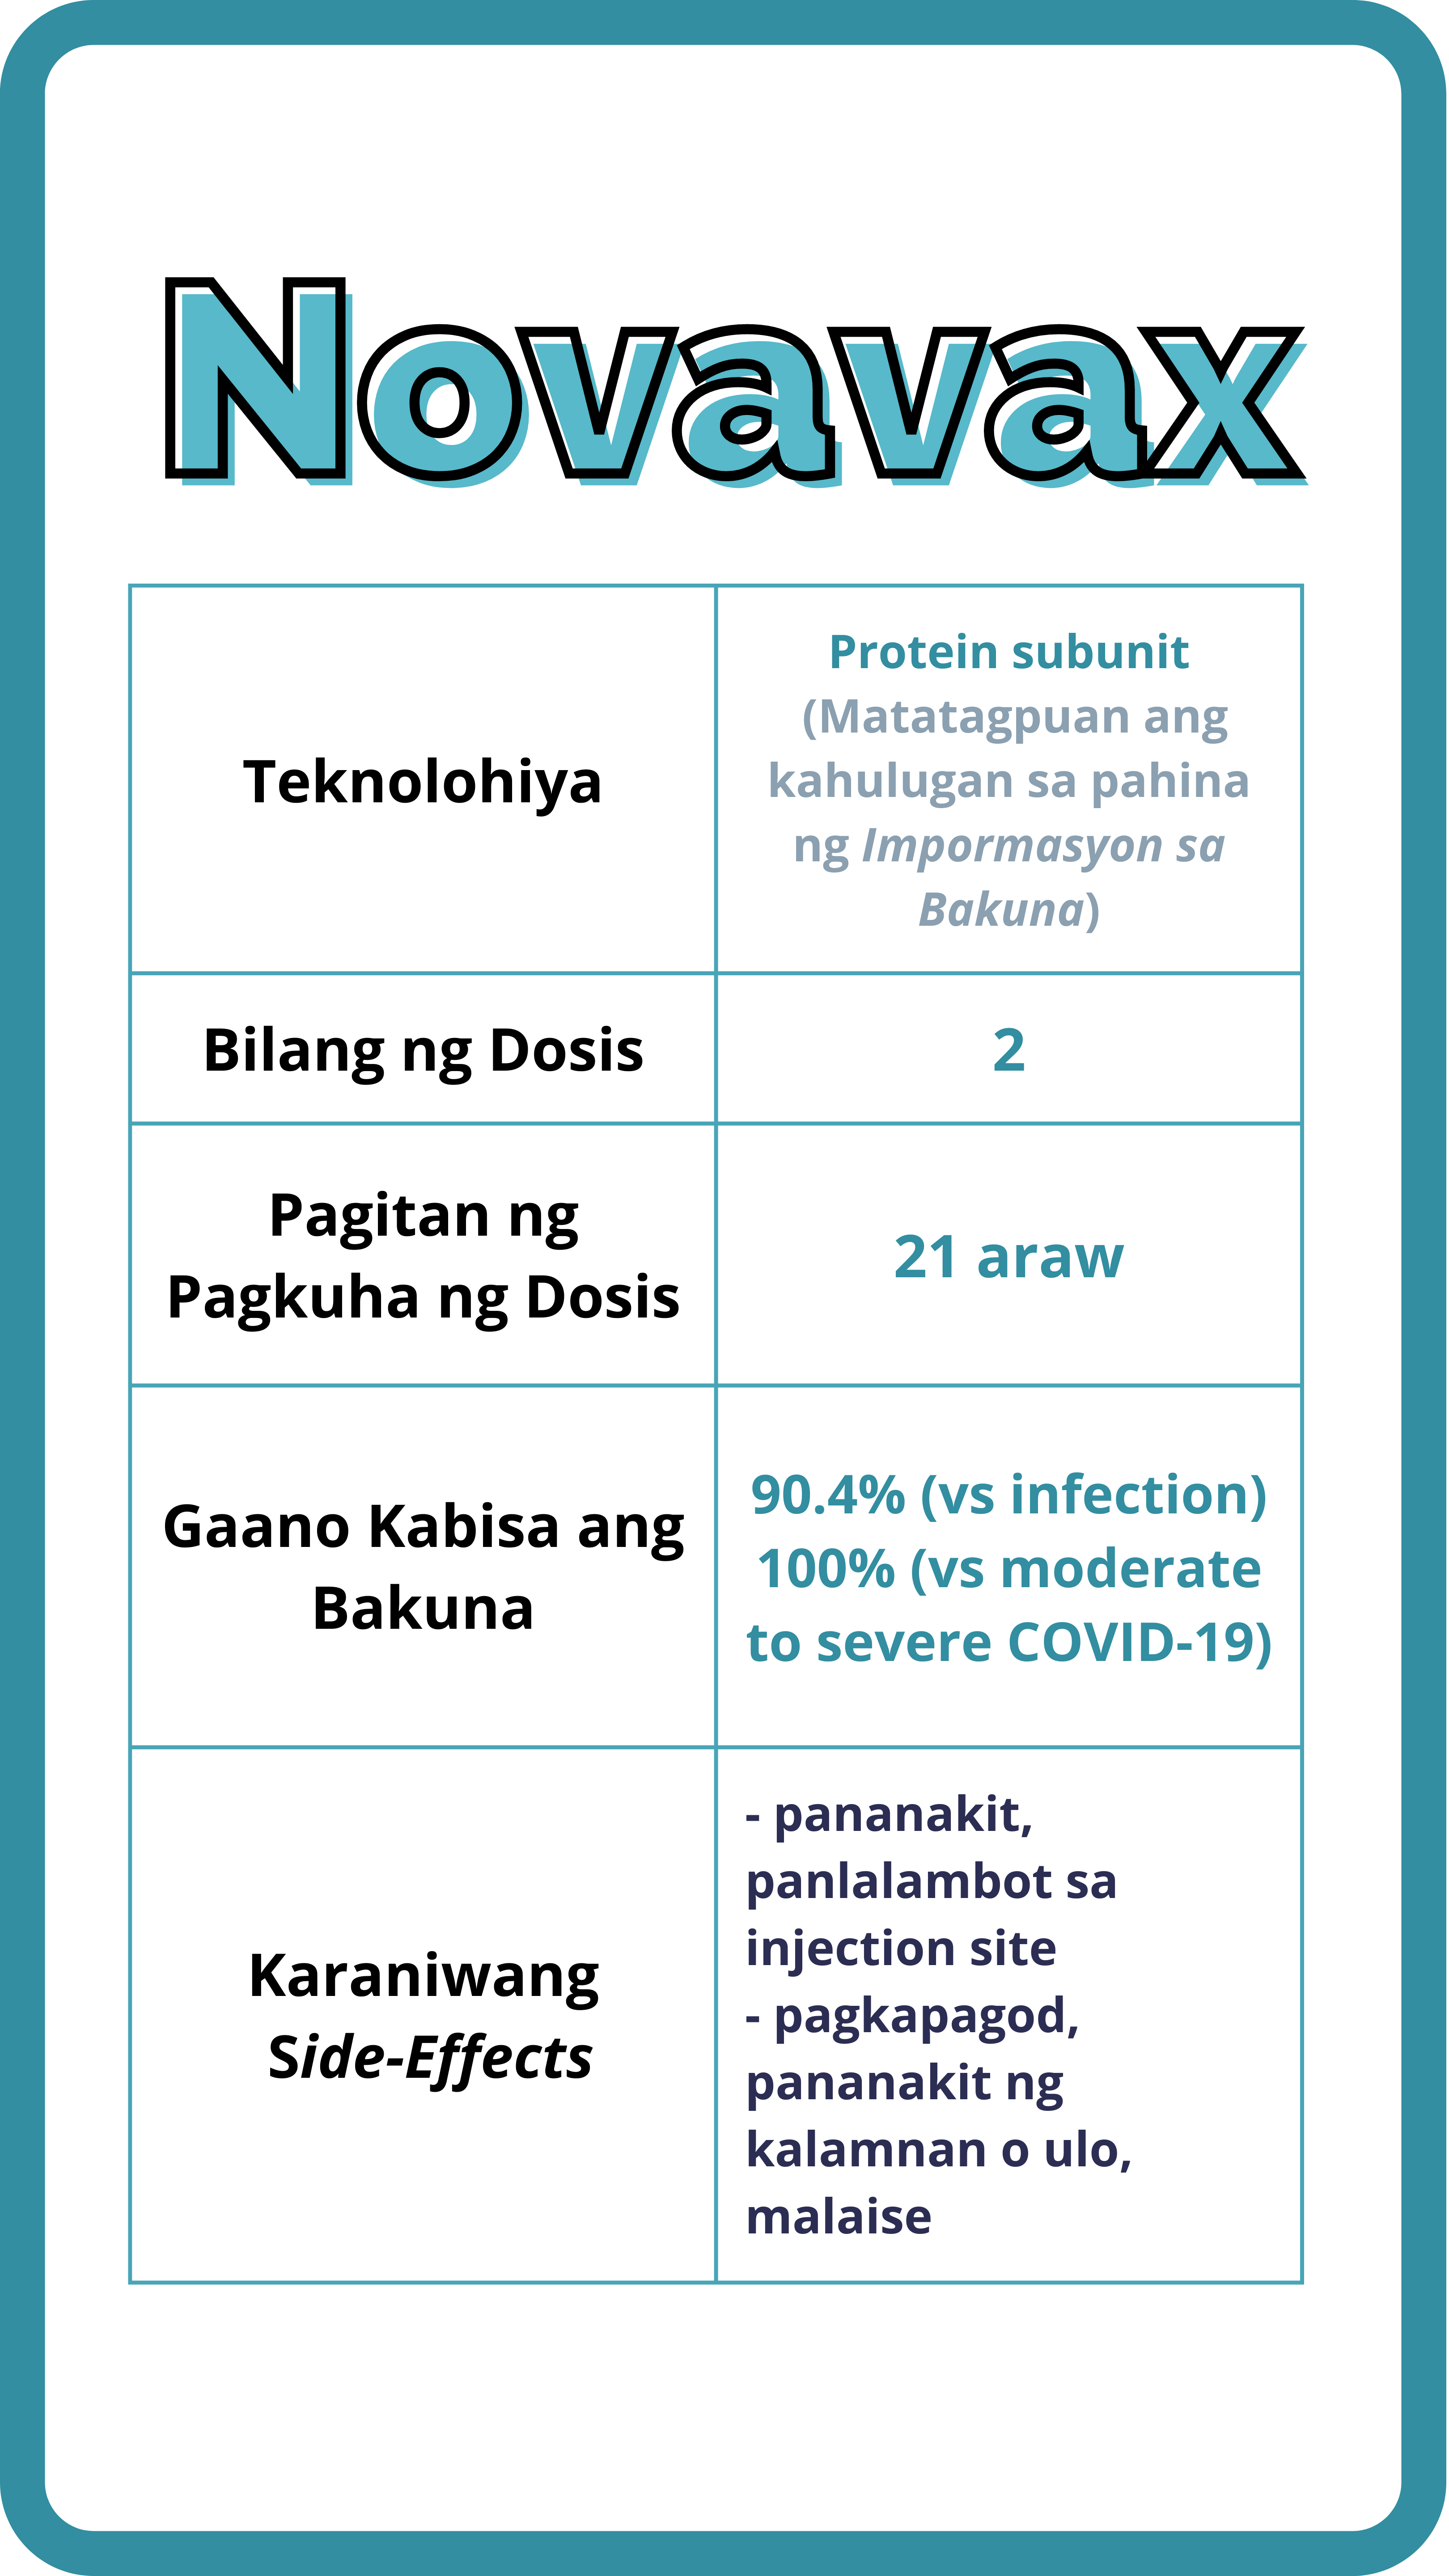 Novavax
Teknolohiya
Protein subunit
(Matatagpuan ang
kahulugan sa pahina
ng Impormasyon sa
Bakuna)
Bilang ng Dosis
2
Pagitan ng
Pagkuha ng Dosis
21 araw
Gaano Kabisa ang
Bakuna
90.4% (vs infection)
100% (vs moderate
to severe COVID-19)
Karaniwang
Side-Effects
- pananakit,
panlalambot sa
injection site
- pagkapagod,
pananakit ng
kalamnan o ulo,
malaise